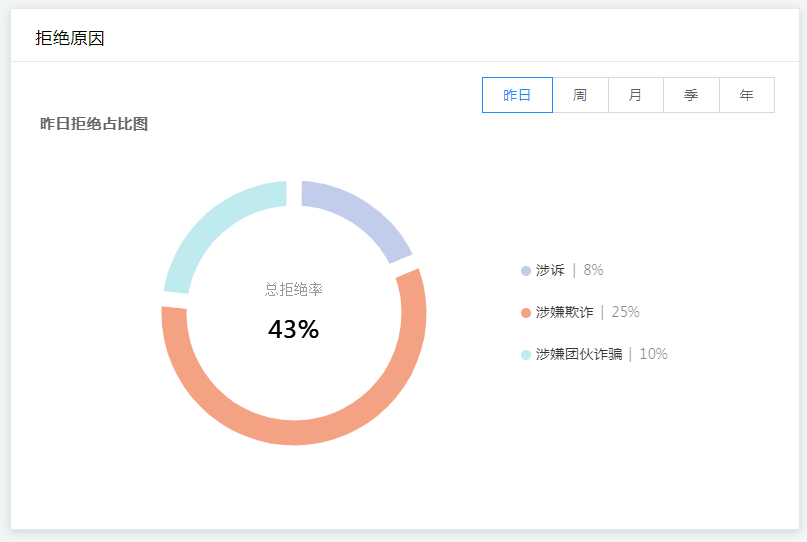 拒绝原因
昨日 周 月 季 年
昨日拒绝占比图
总拒绝率
43%
涉诉 | 8%
涉嫌欺诈 | 25%
涉嫌团伙诈骗 | 10%